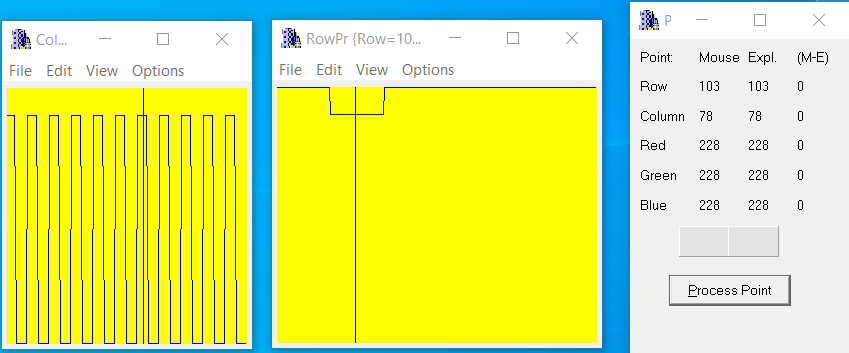 Col...
File Edit View Options
RowPr {Row=10...
File Edit View Options
P
Point: Mouse Expl. (M-E)
Row 103 103 0
Column 78 78 0
Red 228 228 0
Green 228 228 0
Blue 228 228 0
Process Point